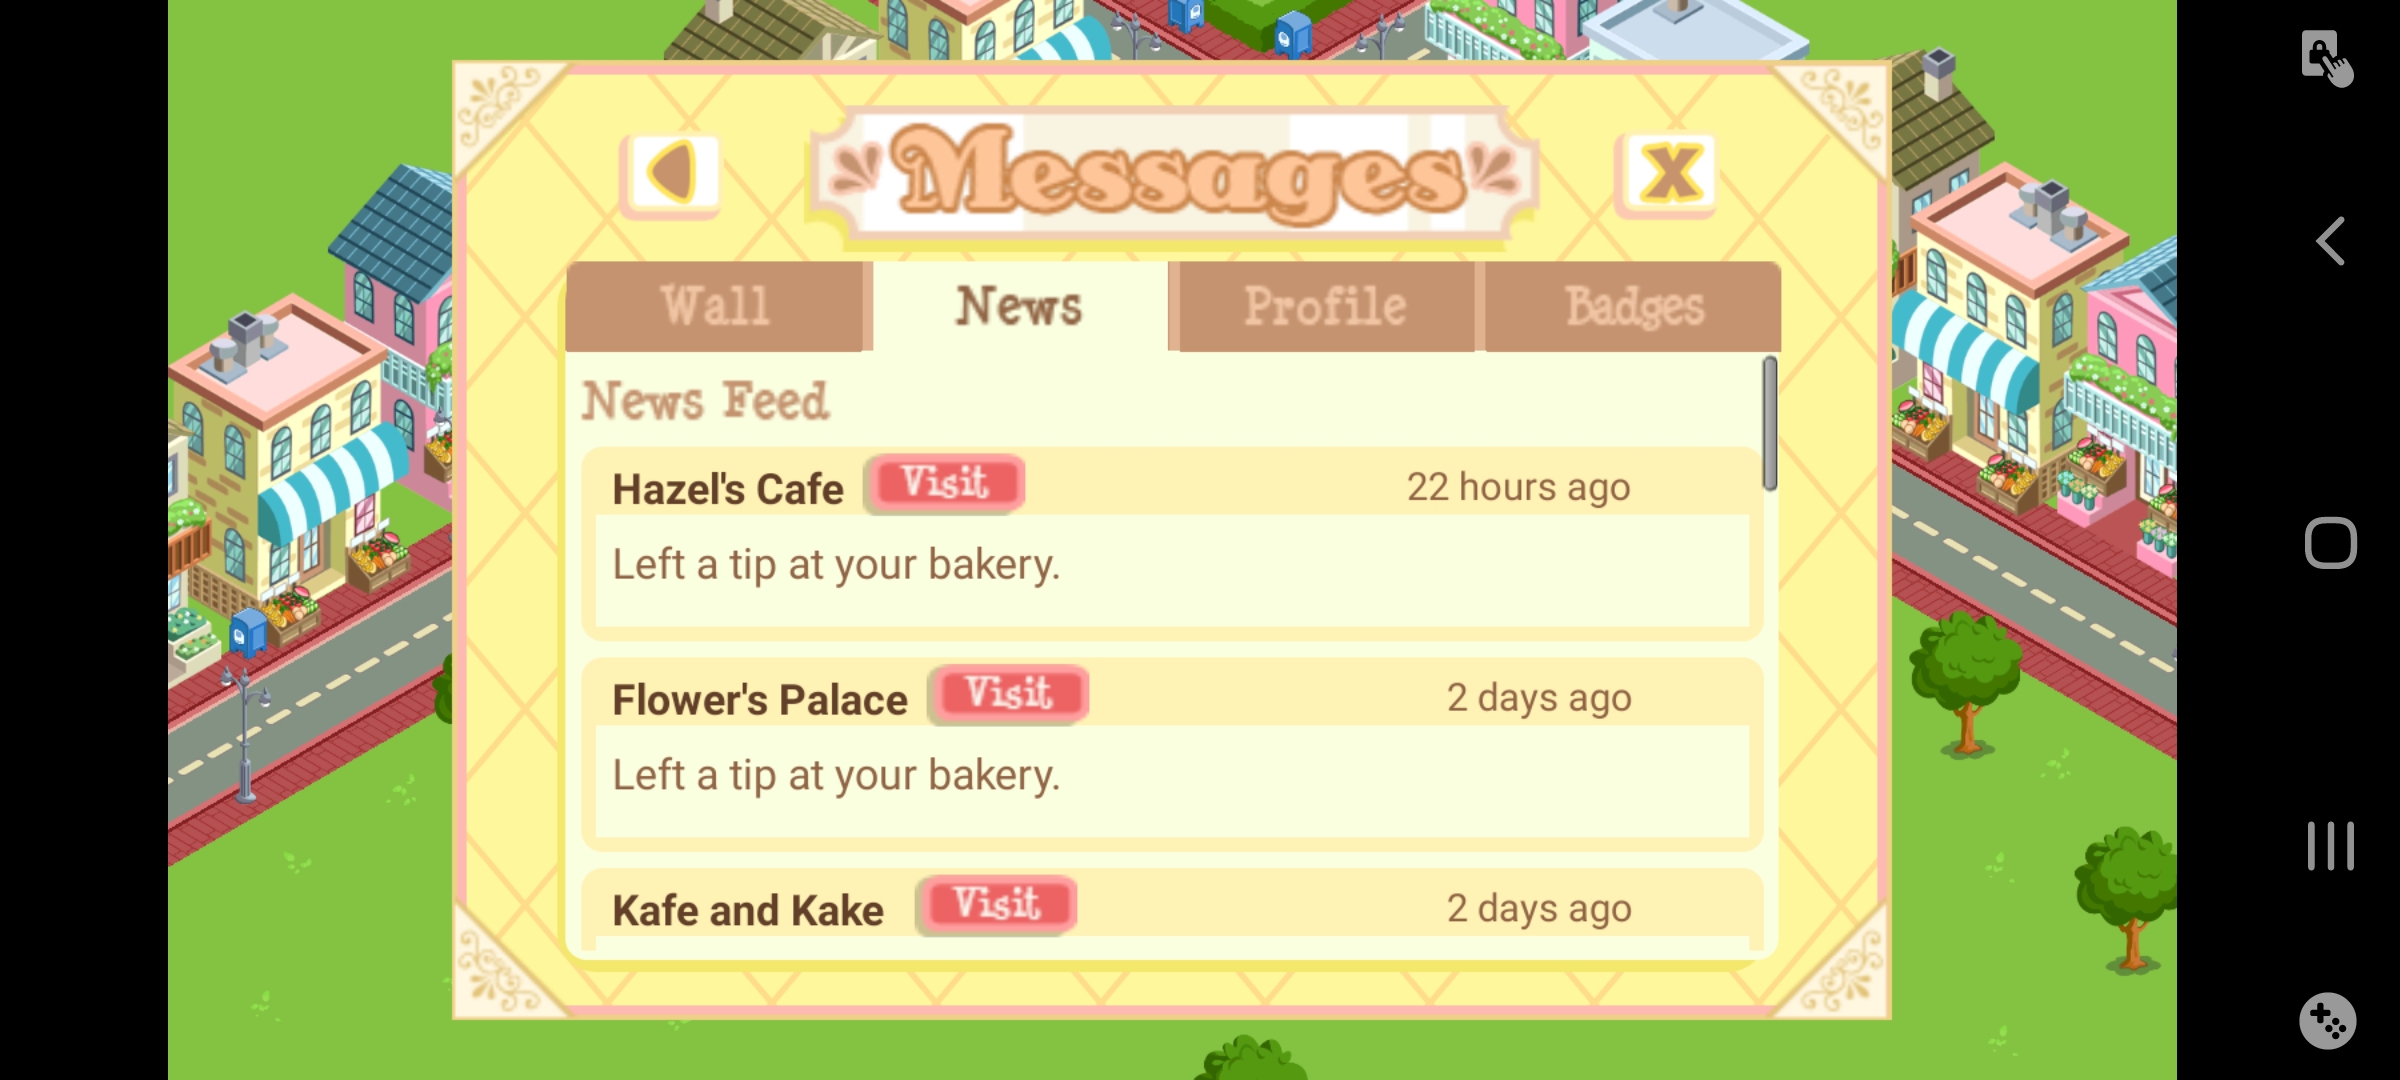 Messages
Wall News Profile Badges
News Feed
Hazel's Cafe Visit 22 hours ago
Left a tip at your bakery.
Flower's Palace Visit 2 days ago
Left a tip at your bakery.
Kafe and Kake Visit 2 days ago